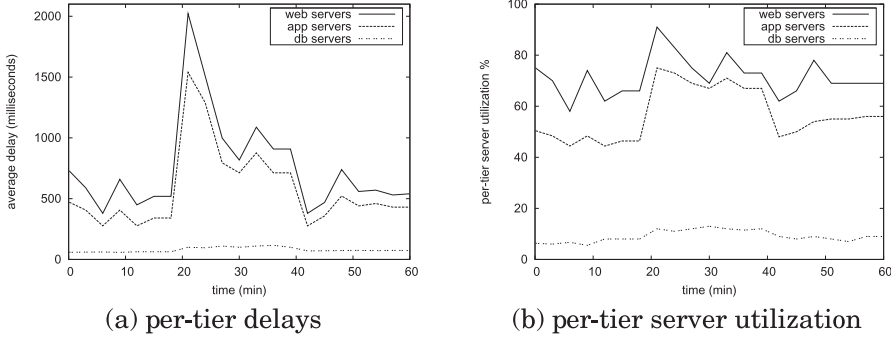 2000
1500
1000
500
0
average delay (milliseconds)
web servers
app servers
db servers
0 10 20 30 40 50 60
time (min)
(a) per-tier delays
100
80
60
40
20
0
per-tier server utilization %
web servers
app servers
db servers
0 10 20 30 40 50 60
time (min)
(b) per-tier server utilization